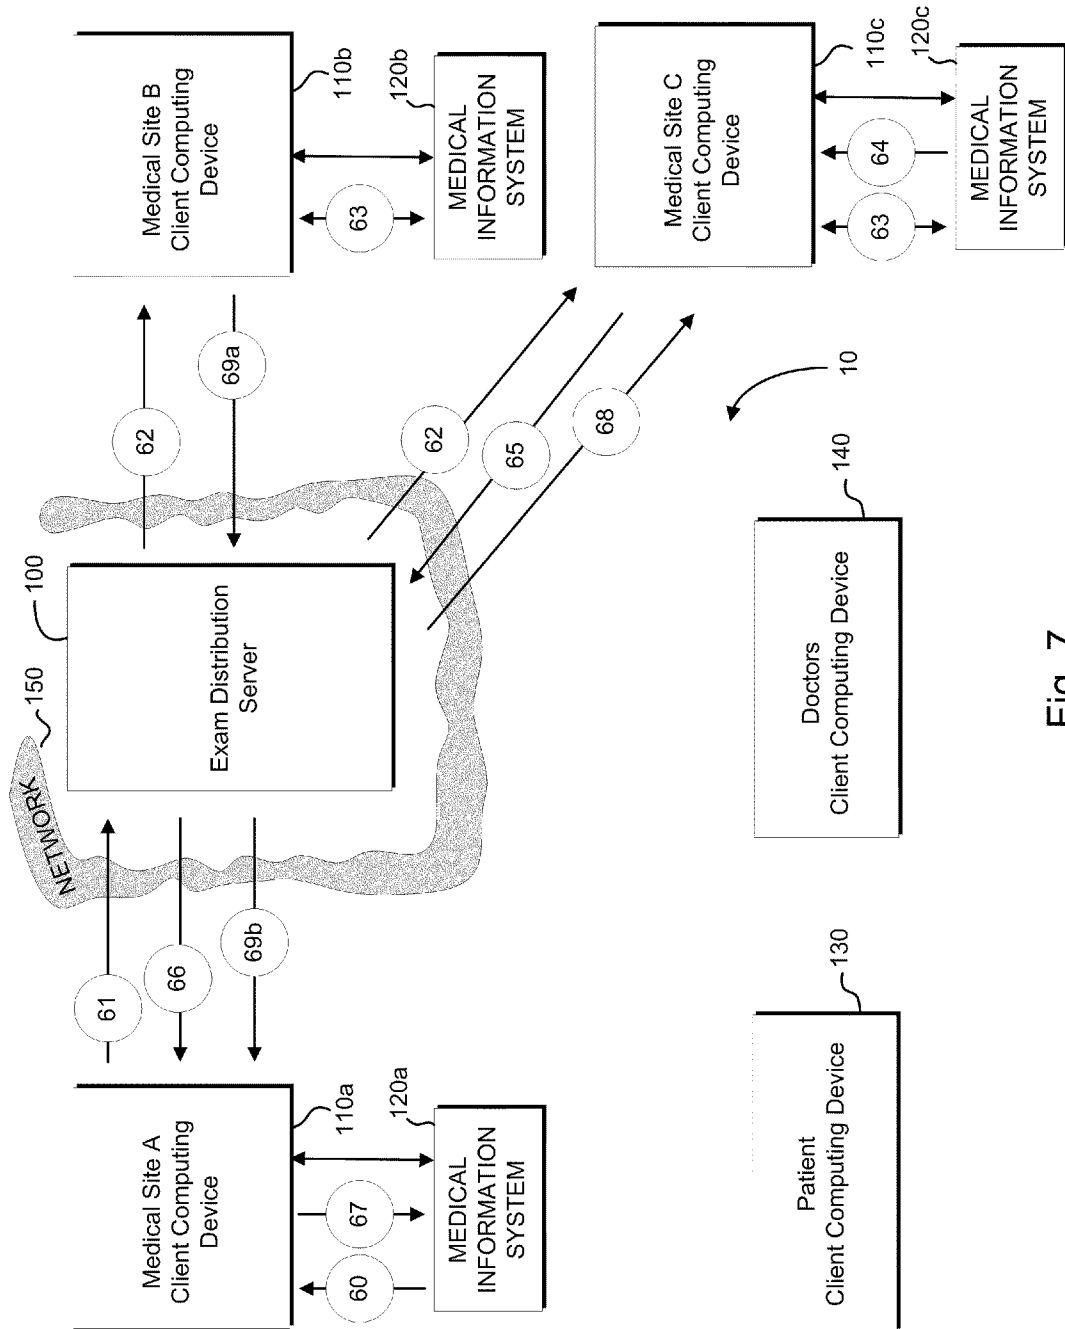 Medical Site A
Client Computing
Device
110a
60
67
MEDICAL
INFORMATION
SYSTEM
120a
61
66
69b
NETWORK
150
Exam Distribution
Server
100
62
69a
Medical Site B
Client Computing
Device
110b
63
MEDICAL
INFORMATION
SYSTEM
120b
62
65
68
Medical Site C
Client Computing
Device
110c
63
64
MEDICAL
INFORMATION
SYSTEM
120c
10
Patient
Client Computing Device
130
Doctors
Client Computing Device
140
Fig. 7